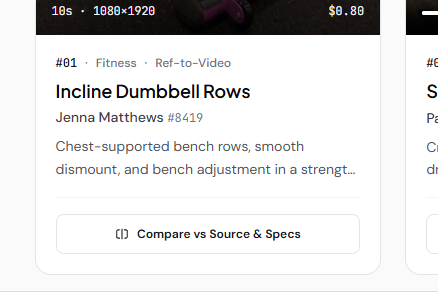 10s · 1080×1920 $0.80
#01 · Fitness · Ref-to-Video
Incline Dumbbell Rows
Jenna Matthews #8419
Chest-supported bench rows, smooth
dismount, and bench adjustment in a strengt…
Compare vs Source & Specs